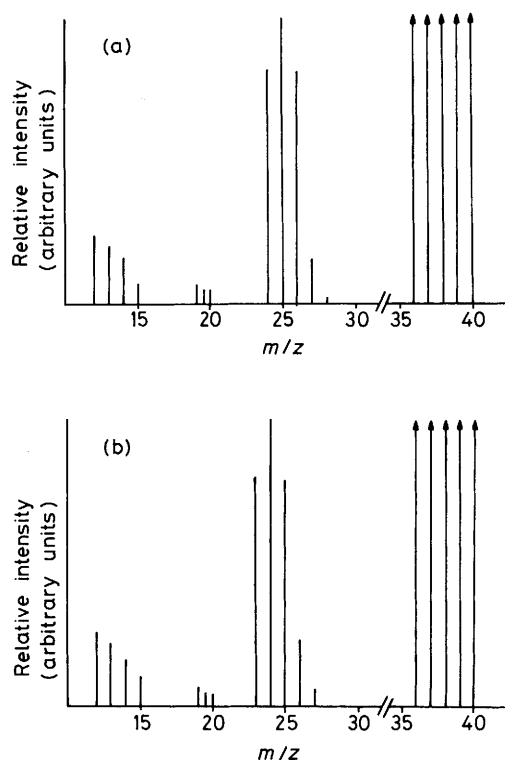 (a)
Relative intensity
(arbitrary units)
15 20 25 30 35 40
m/z
(b)
Relative intensity
(arbitrary units)
15 20 25 30 35 40
m/z